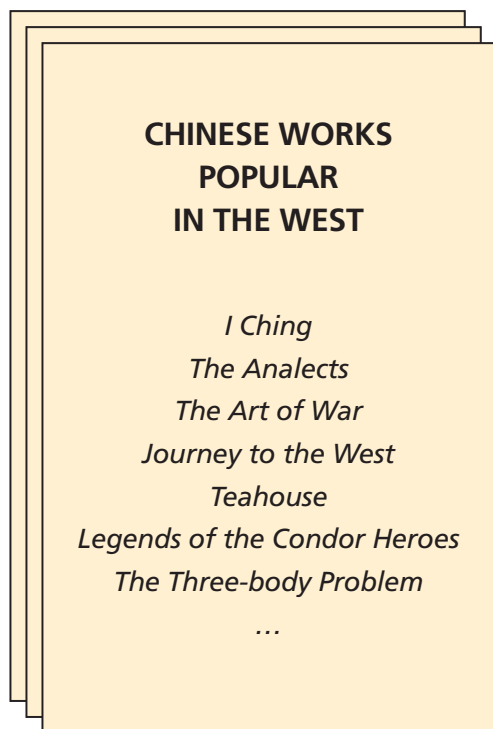 CHINESE WORKS
POPULAR
IN THE WEST
I Ching
The Analects
The Art of War
Journey to the West
Teahouse
Legends of the Condor Heroes
The Three-body Problem
…